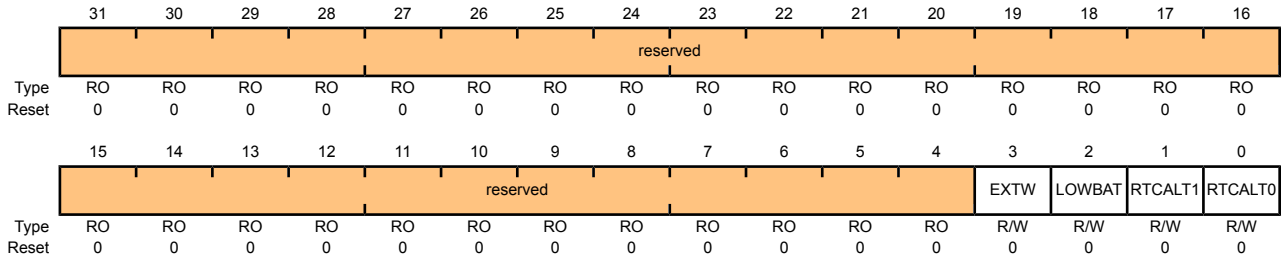 31 30 29 28 27 26 25 24 23 22 21 20 19 18 17 16
reserved
Type RO RO RO RO RO RO RO RO RO RO RO RO RO RO RO RO
Reset 0 0 0 0 0 0 0 0 0 0 0 0 0 0 0 0
15 14 13 12 11 10 9 8 7 6 5 4 3 2 1 0
reserved EXTW LOWBAT RTCALT1 RTCALT0
Type RO RO RO RO RO RO RO RO RO RO RO RO R/W R/W R/W R/W
Reset 0 0 0 0 0 0 0 0 0 0 0 0 0 0 0 0